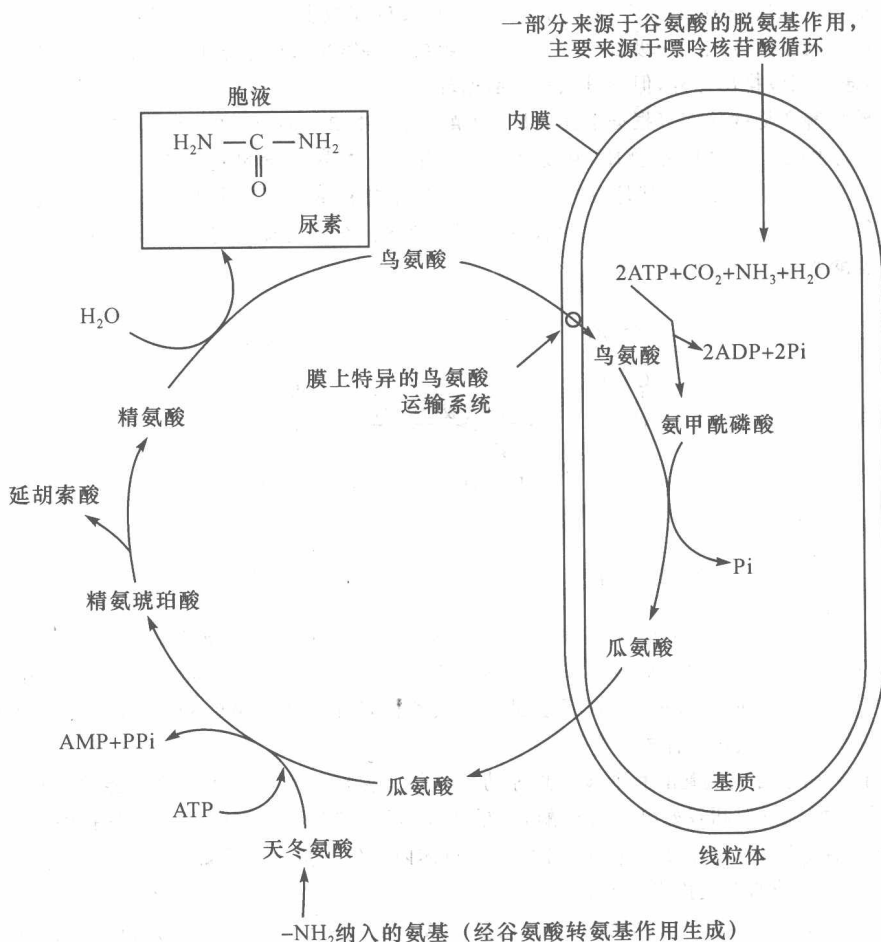 一部分来源于谷氨酸的脱氨基作用，
主要来源于嘌呤核苷酸循环
胞液
H₂N — C — NH₂
O
尿素
内膜
鸟氨酸
2ATP+CO₂+NH₃+H₂O
H₂O
鸟氨酸
2ADP+2Pi
膜上特异的鸟氨酸
运输系统
精氨酸
氨甲酰磷酸
延胡索酸
Pi
精氨琥珀酸
瓜氨酸
AMP+PPi
瓜氨酸
基质
ATP
天冬氨酸
线粒体
–NH₂纳入的氨基（经谷氨酸转氨基作用生成）